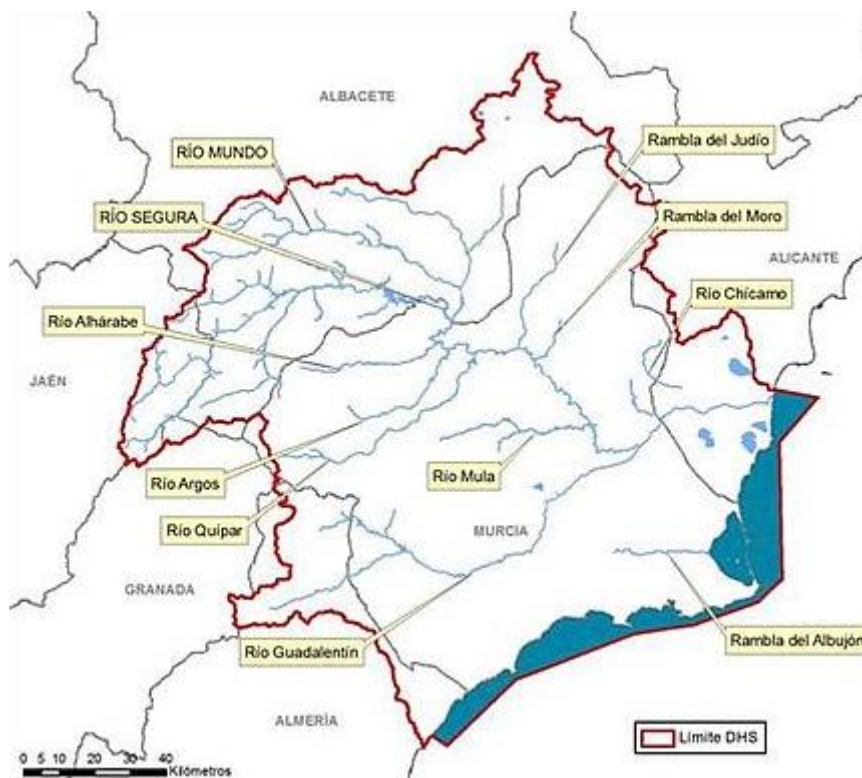 ALBACETE
Rambla del Judío
RÍO MUNDO
RÍO SEGURA
Rambla del Moro
ALICANTE
Río Chícamo
Río Alhárabe
JAÉN
Río Argos
Río Mula
Río Quípar
MURCIA
GRANADA
Río Guadalentín
Rambla del Albujón
ALMERÍA
Límite DHS
0 5 10 20 30 40
Kilómetros